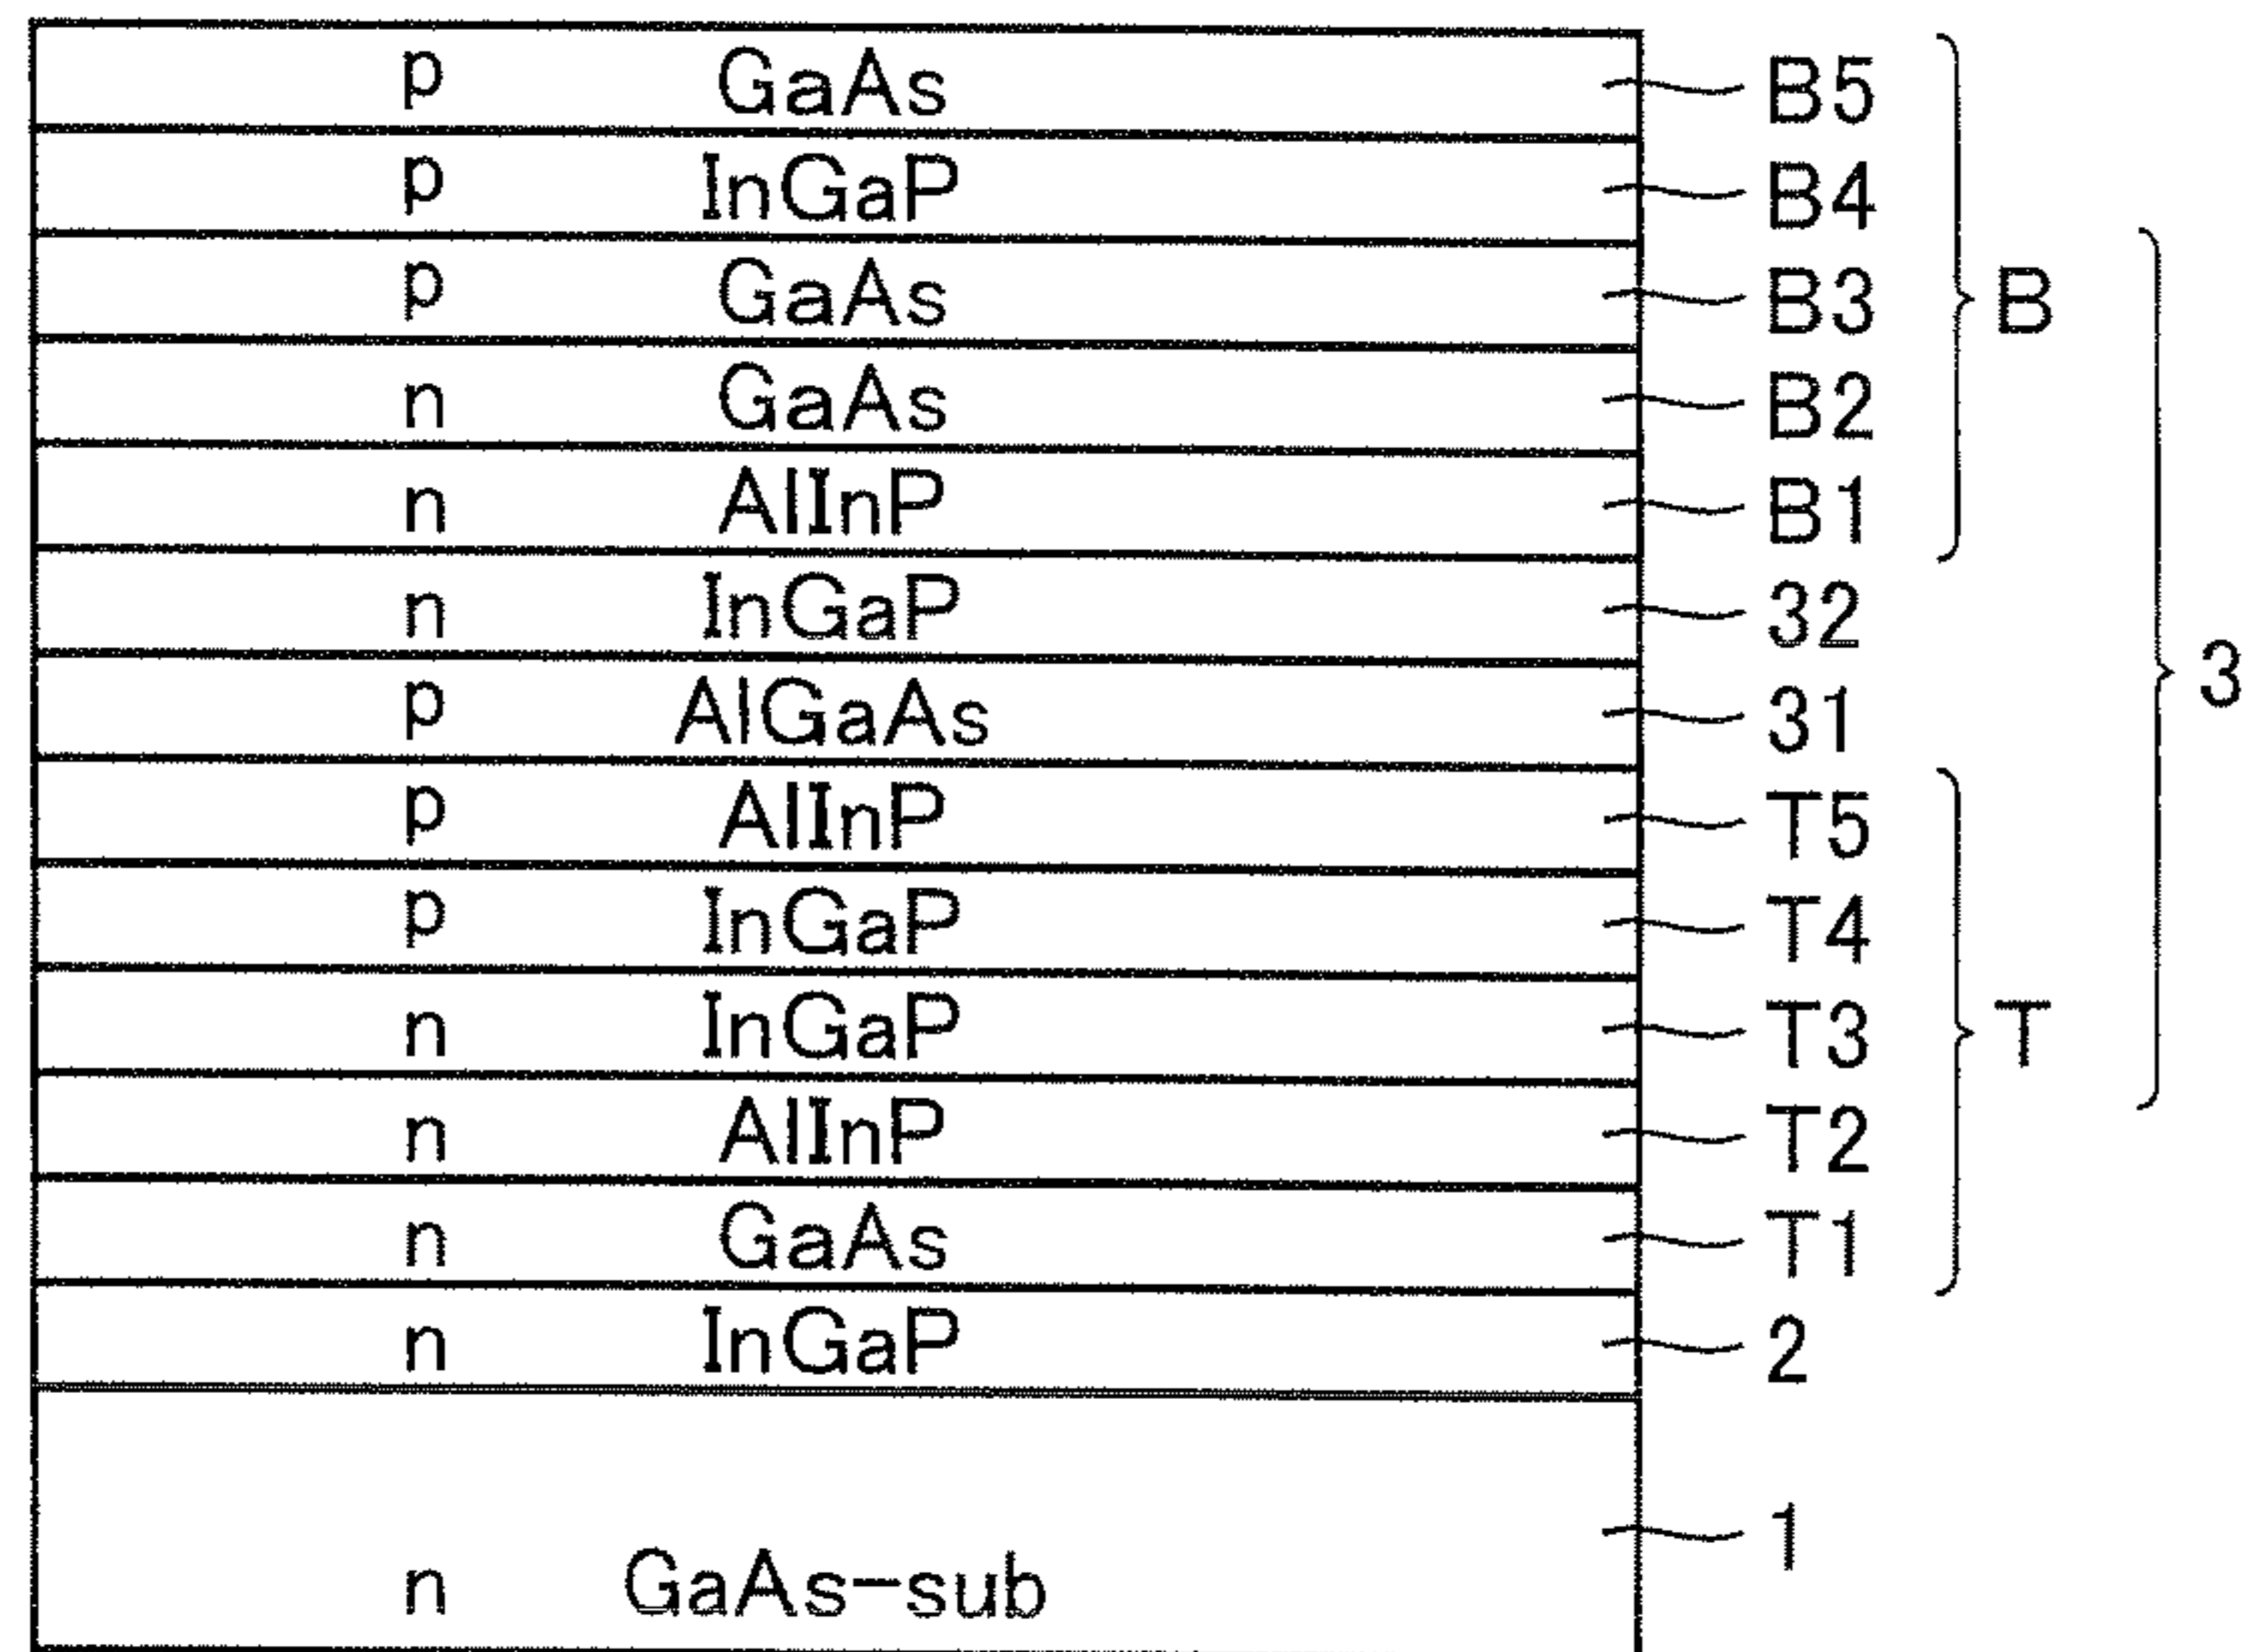 p GaAs B5
p InGaP B4
p GaAs B3
B
n GaAs B2
n AlInP B1
n InGaP 32
3
p AlGaAs 31
p AlInP T5
p InGaP T4
n InGaP T3
T
n AlInP T2
n GaAs T1
n InGaP 2
1
n GaAs-sub